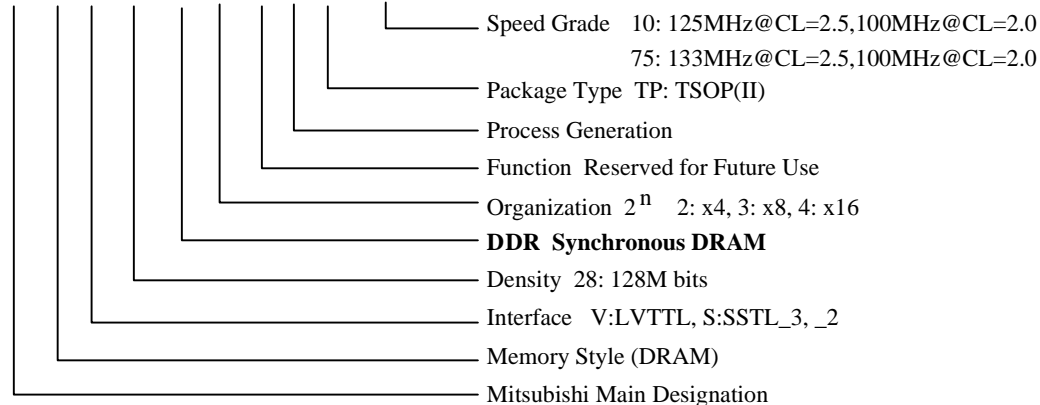 Speed Grade 10: 125MHz@CL=2.5,100MHz@CL=2.0
75: 133MHz@CL=2.5,100MHz@CL=2.0
Package Type TP: TSOP(II)
Process Generation
Function Reserved for Future Use
Organization 2n 2: x4, 3: x8, 4: x16
DDR Synchronous DRAM
Density 28: 128M bits
Interface V:LVTTL, S:SSTL_3, _2
Memory Style (DRAM)
Mitsubishi Main Designation